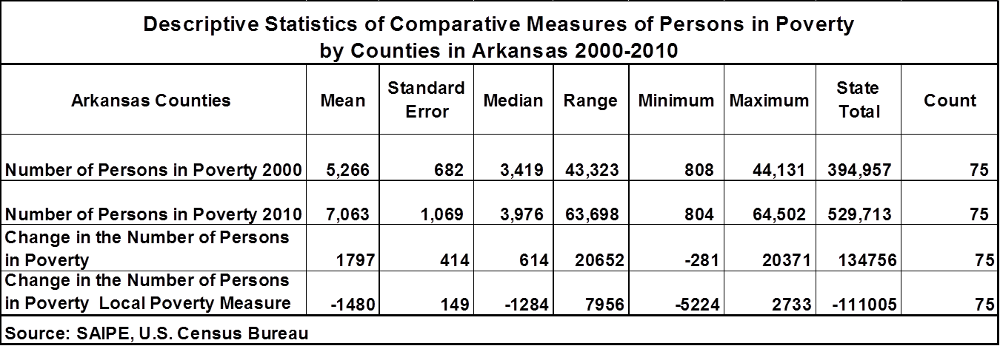 Descriptive Statistics of Comparative Measures of Persons in Poverty
by Counties in Arkansas 2000-2010
Arkansas Counties Mean Standard Error Median Range Minimum Maximum State Total Count
Number of Persons in Poverty 2000 5,266 682 3,419 43,323 808 44,131 394,957 75
Number of Persons in Poverty 2010 7,063 1,069 3,976 63,698 804 64,502 529,713 75
Change in the Number of Persons
in Poverty 1797 414 614 20652 -281 20371 134756 75
Change in the Number of Persons
in Poverty Local Poverty Measure -1480 149 -1284 7956 -5224 2733 -111005 75
Source: SAIPE, U.S. Census Bureau